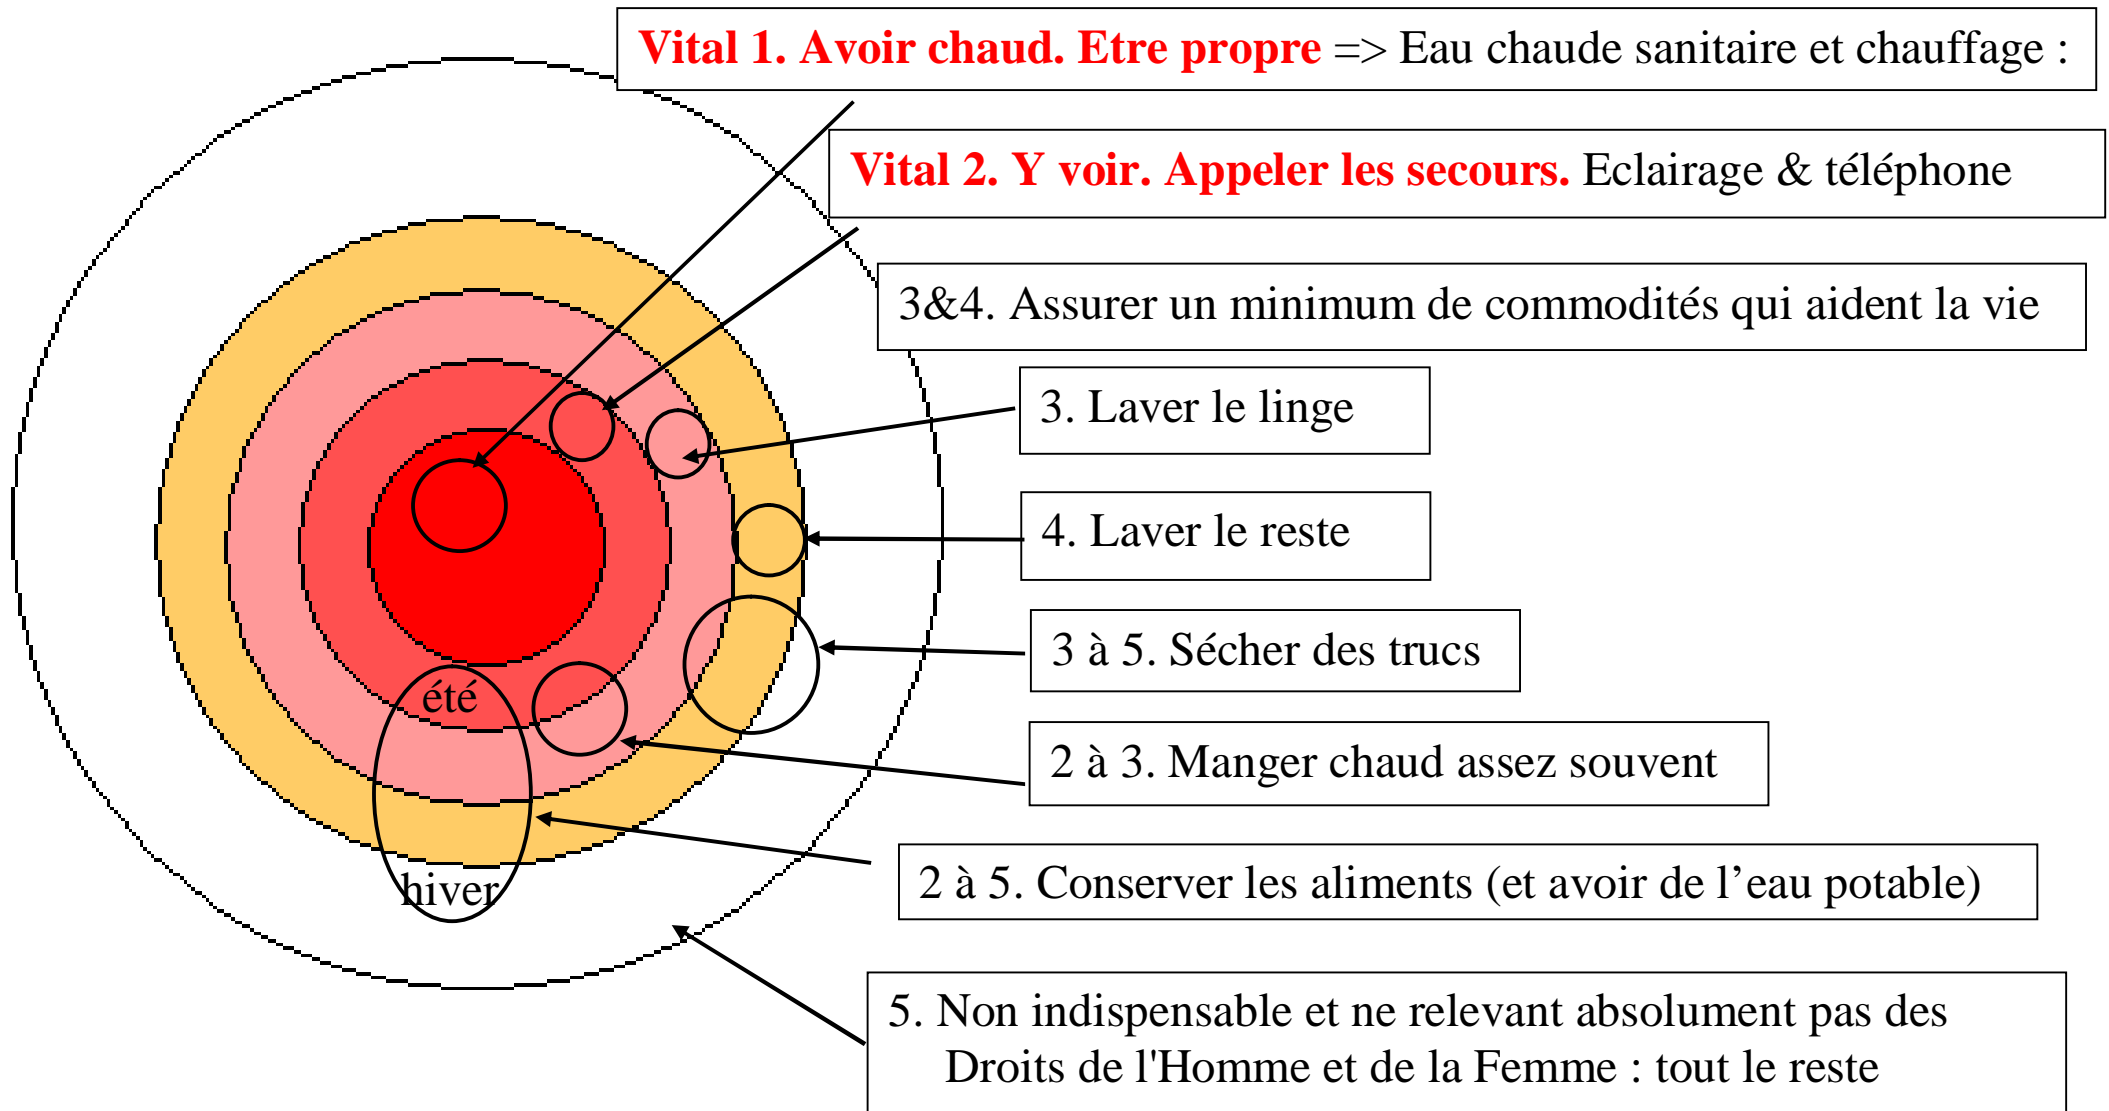 Vital 1. Avoir chaud. Etre propre => Eau chaude sanitaire et chauffage :
Vital 2. Y voir. Appeler les secours. Eclairage & téléphone
3&4. Assurer un minimum de commodités qui aident la vie
3. Laver le linge
4. Laver le reste
3 à 5. Sécher des trucs
été
2 à 3. Manger chaud assez souvent
hiver
2 à 5. Conserver les aliments (et avoir de l’eau potable)
5. Non indispensable et ne relevant absolument pas des
Droits de l'Homme et de la Femme : tout le reste